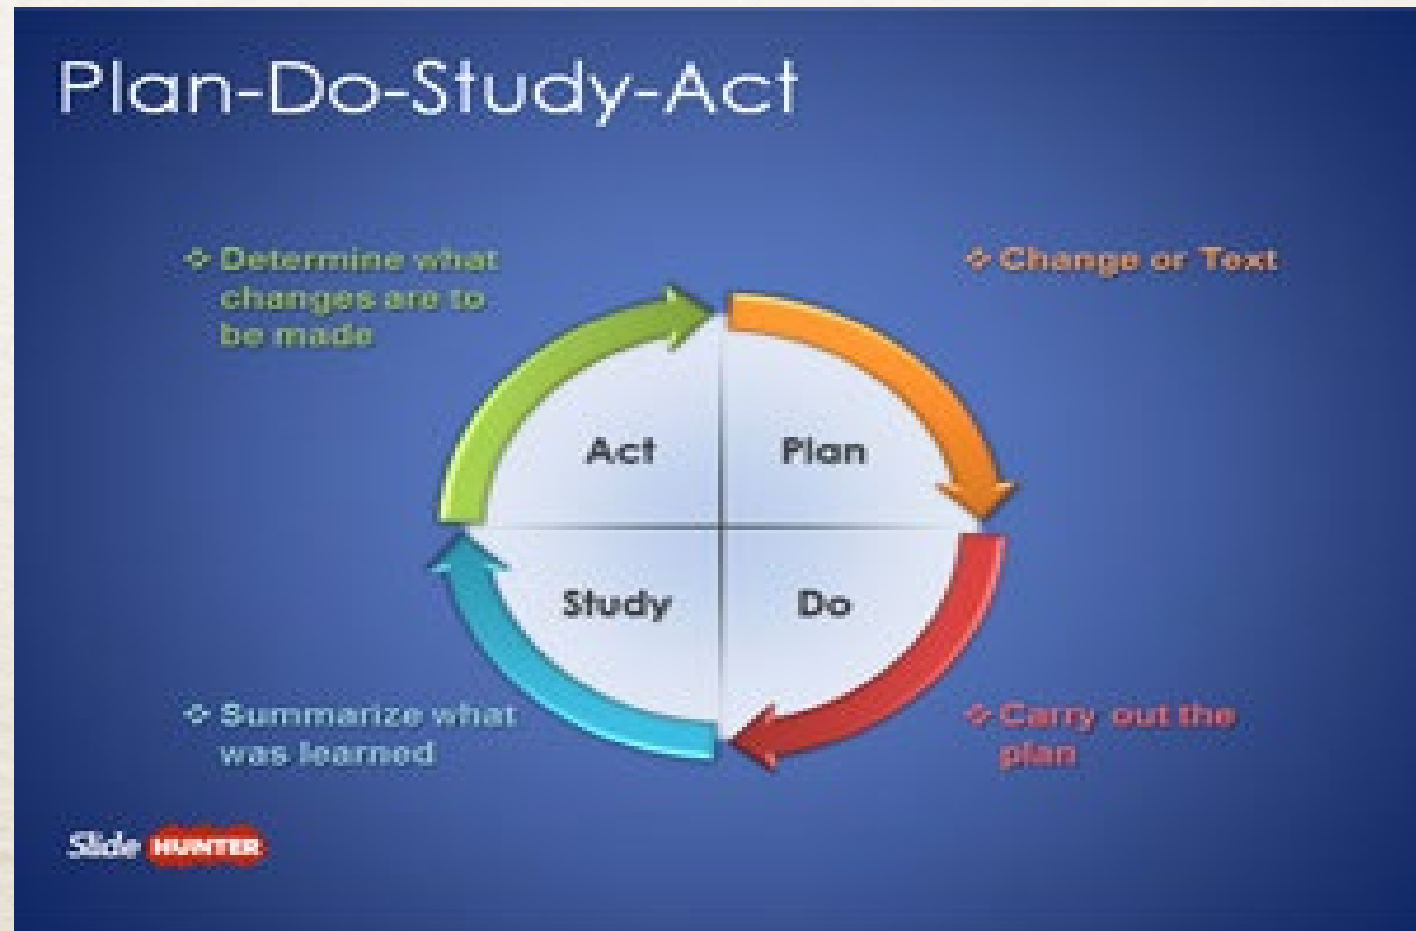 Plan-Do-Study-Act
❖ Determine what
changes are to
be made
❖ Change or Text
Act
Plan
Study
Do
❖ Summarize what
was learned
❖ Carry out the
plan
Slide HUNTER